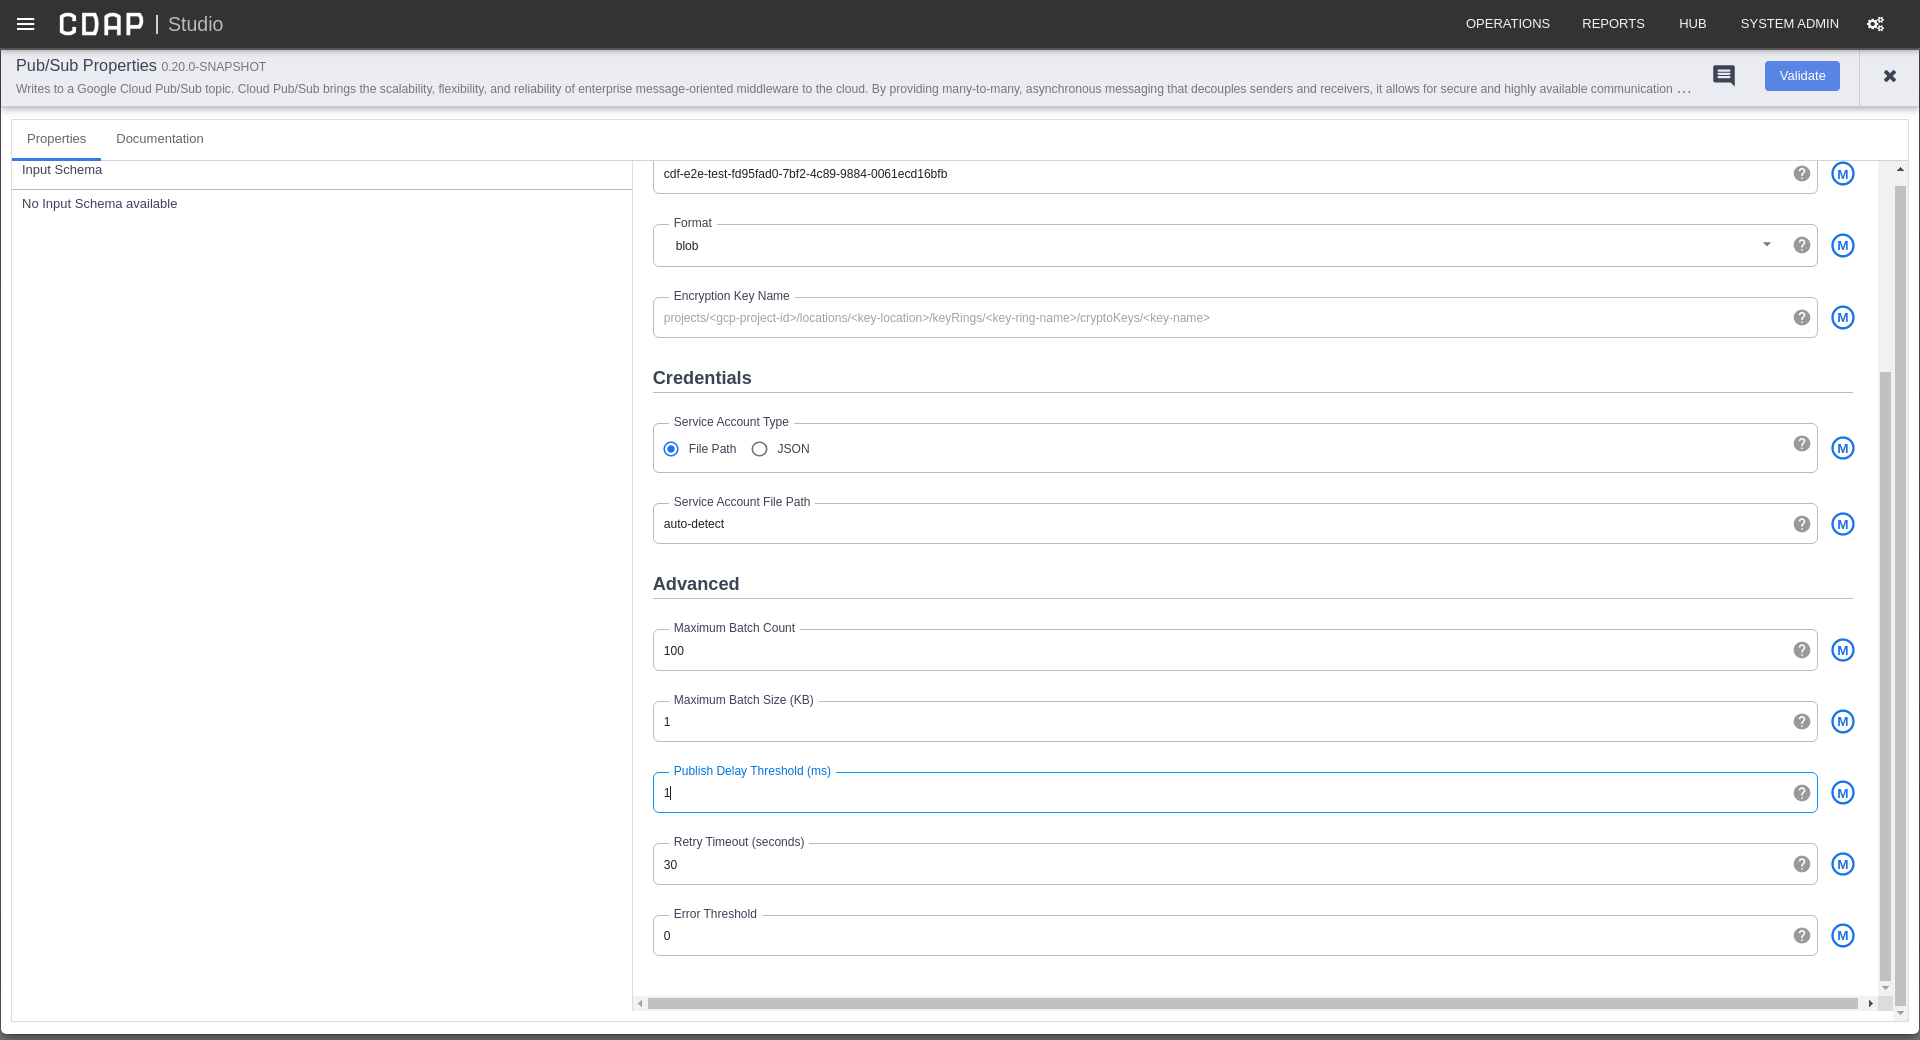 CDAP | Studio
OPERATIONS REPORTS HUB SYSTEM ADMIN
Pub/Sub Properties 0.20.0-SNAPSHOT
Writes to a Google Cloud Pub/Sub topic. Cloud Pub/Sub brings the scalability, flexibility, and reliability of enterprise message-oriented middleware to the cloud. By providing many-to-many, asynchronous messaging that decouples senders and receivers, it allows for secure and highly available communication ...
Validate
Properties Documentation
Input Schema
No Input Schema available
cdf-e2e-test-fd95fad0-7bf2-4c89-9884-0061ecd16bfb
? M
Format
blob
? M
Encryption Key Name
projects/<gcp-project-id>/locations/<key-location>/keyRings/<key-ring-name>/cryptoKeys/<key-name>
? M
Credentials
Service Account Type
File Path JSON
? M
Service Account File Path
auto-detect
? M
Advanced
Maximum Batch Count
100
? M
Maximum Batch Size (KB)
1
? M
Publish Delay Threshold (ms)
1
? M
Retry Timeout (seconds)
30
? M
Error Threshold
0
? M